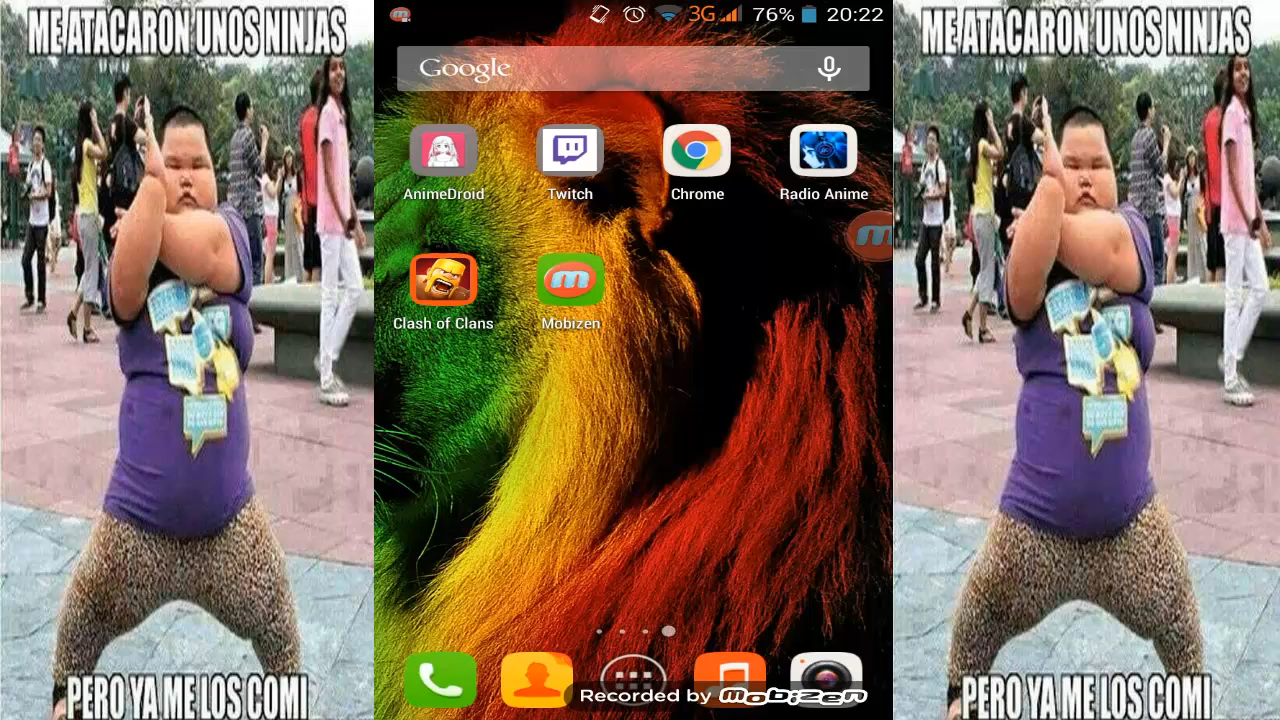 ME ATACARON UNOS NINJAS
PERO YA ME LOS COMI
3G 76% 20:22
Google
AnimeDroid Twitch Chrome Radio Anime
Clash of Clans Mobizen
Recorded by mobizen
ME ATACARON UNOS NINJAS
PERO YA ME LOS COMI